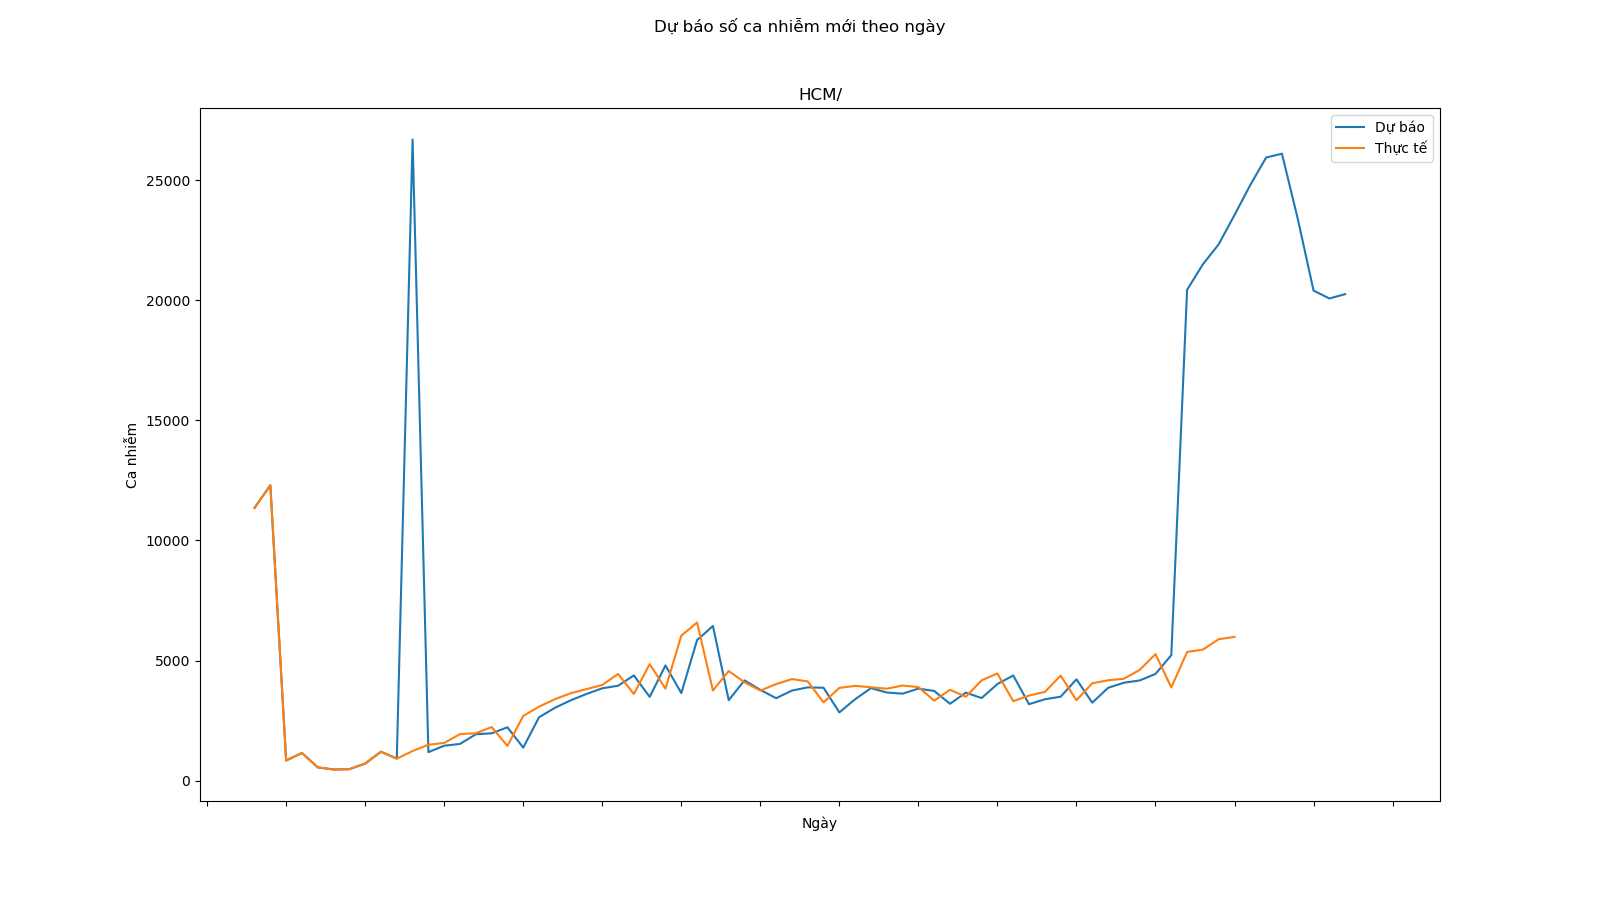 Dự báo số ca nhiễm mới theo ngày
HCM/
Dự báo
Thực tế
25000
20000
15000
10000
5000
0
Ca nhiễm
Ngày